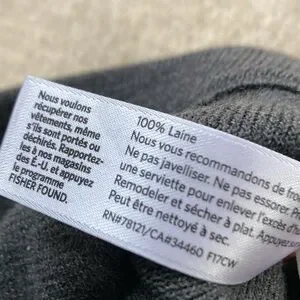 Nous voulons
récupérer nos
vêtements, même
s'ils sont portés ou
déchirés. Rapportez-
les à nos magasins
des É-U. et appuyez
le programme
FISHER FOUND.
100% Laine
Nous vous recommandons de
Ne pas javelliser. Ne pas essorer.
une serviette pour enlever l'excès
Remodeler et sécher à plat. Appuyez
Peut être nettoyé à sec.
RN#78121/CA#34460 F17CW